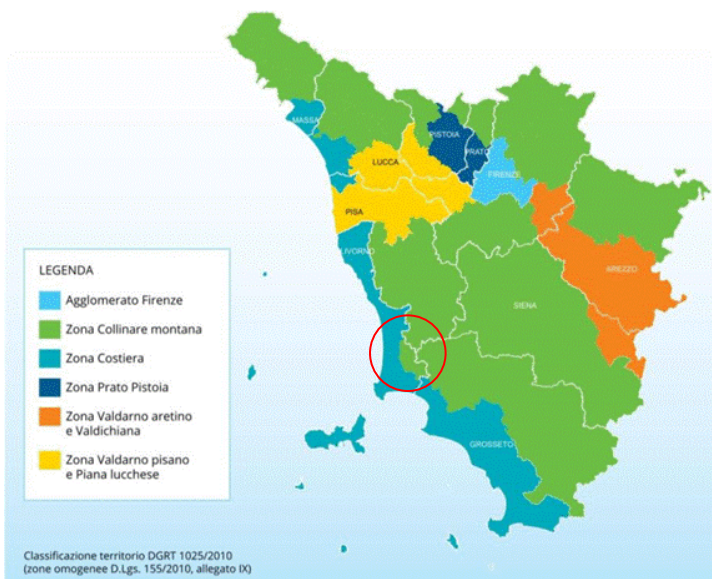 MASSA
PISTOIA
PRATO
LUCCA
FIRENZE
PISA
LIVORNO
AREZZO
SIENA
GROSSETO
LEGENDA
Agglomerato Firenze
Zona Collinare montana
Zona Costiera
Zona Prato Pistoia
Zona Valdarno aretino
e Valdichiana
Zona Valdarno pisano
e Piana lucchese
Classificazione territorio DGRT 1025/2010
(zone omogenee D.Lgs. 155/2010, allegato IX)